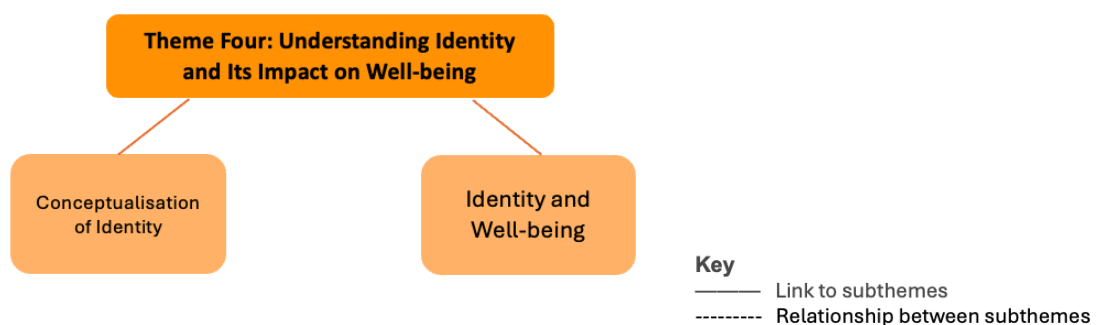 Theme Four: Understanding Identity
and Its Impact on Well-being
Conceptualisation
of Identity
Identity and
Well-being
Key
Link to subthemes
Relationship between subthemes